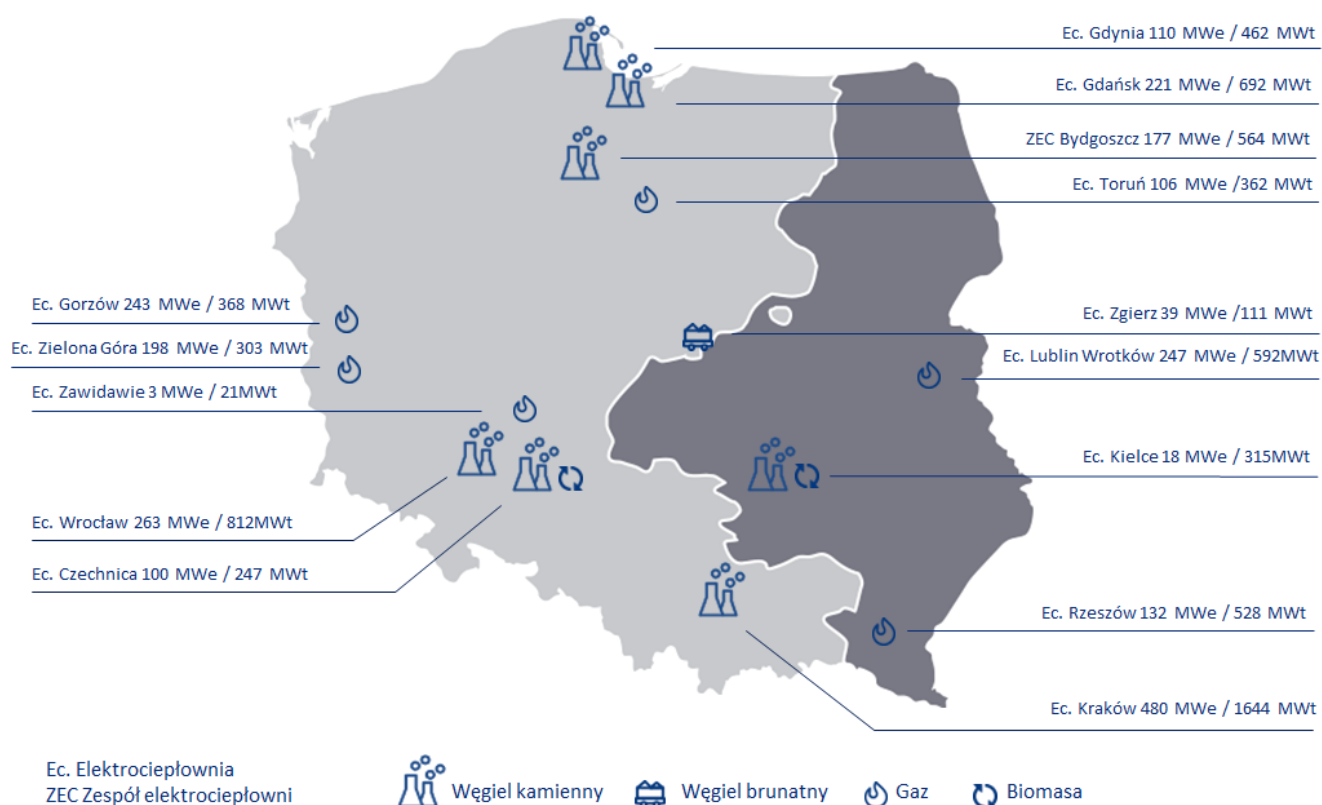 Ec. Gdynia 110 MWe / 462 MWt
Ec. Gdańsk 221 MWe / 692 MWt
ZEC Bydgoszcz 177 MWe / 564 MWt
Ec. Toruń 106 MWe /362 MWt
Ec. Gorzów 243 MWe / 368 MWt
Ec. Zielona Góra 198 MWe / 303 MWt
Ec. Zawidawie 3 MWe / 21MWt
Ec. Zgierz 39 MWe /111 MWt
Ec. Lublin Wrotków 247 MWe / 592MWt
Ec. Kielce 18 MWe / 315MWt
Ec. Wrocław 263 MWe / 812MWt
Ec. Czechnica 100 MWe / 247 MWt
Ec. Rzeszów 132 MWe / 528 MWt
Ec. Kraków 480 MWe / 1644 MWt
Ec. Elektrociepłownia
ZEC Zespół elektrociepłowni
Węgiel kamienny
Węgiel brunatny
Gaz
Biomasa